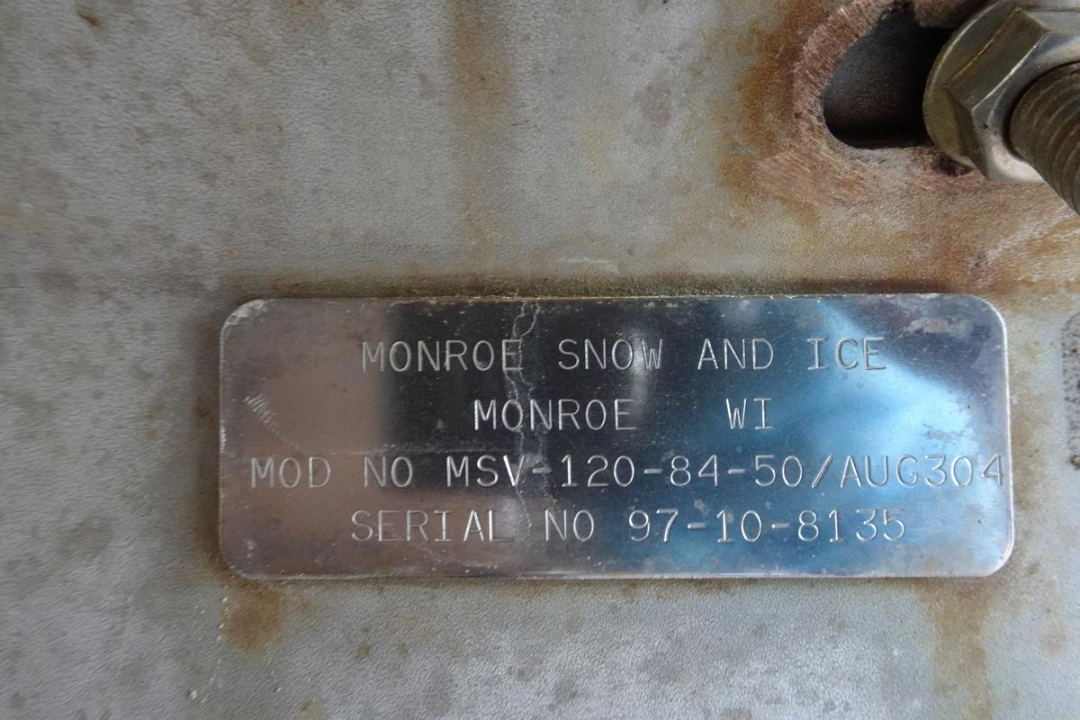 MONROE SNOW AND ICE
MONROE WI
MOD NO MSV-120-84-50/AUG304
SERIAL NO 97-10-8135